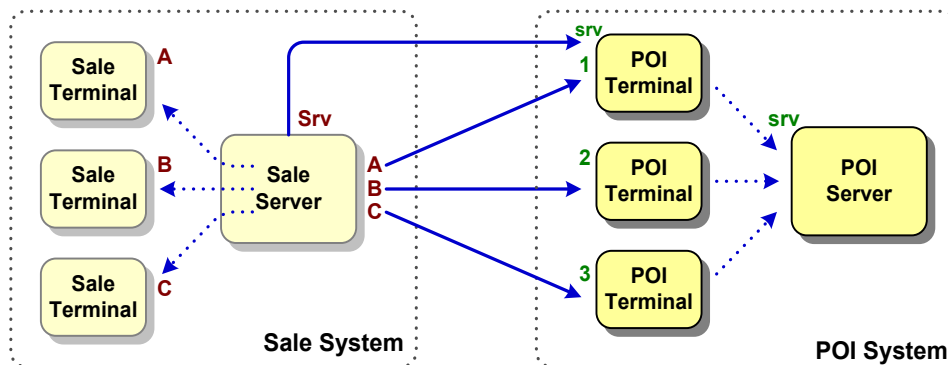 Sale
Terminal
A
Sale
Terminal
B
Sale
Terminal
C
Srv
Sale
Server
A
B
C
Sale System
srv
1
POI
Terminal
2
POI
Terminal
3
POI
Terminal
srv
POI
Server
POI System